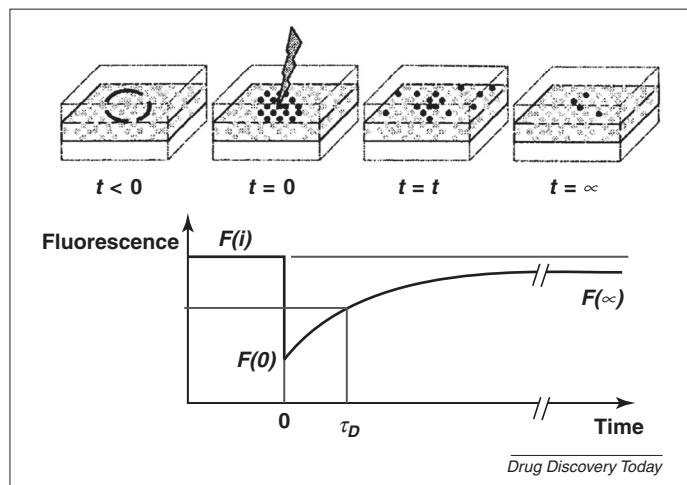 t < 0 t = 0 t = t t = ∝
Fluorescence
F(i)
F(∝)
F(0)
0 τD Time
Drug Discovery Today